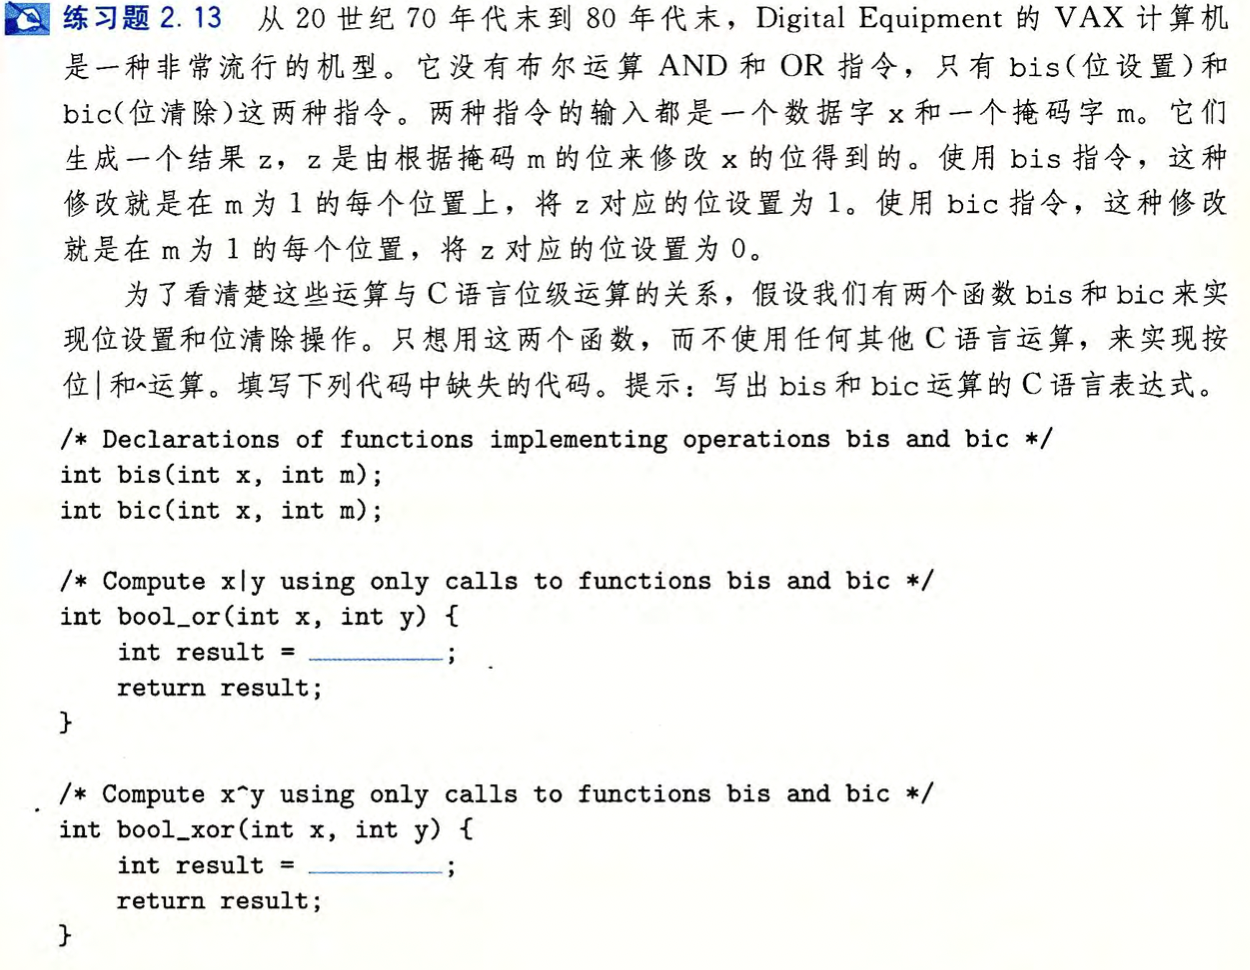 练习题 2.13 从 20 世纪 70 年代末到 80 年代末，Digital Equipment 的 VAX 计算机
是一种非常流行的机型。它没有布尔运算 AND 和 OR 指令，只有 bis(位设置)和
bic(位清除)这两种指令。两种指令的输入都是一个数据字 x 和一个掩码字 m。它们
生成一个结果 z，z 是由根据掩码 m 的位来修改 x 的位得到的。使用 bis 指令，这种
修改就是在 m 为 1 的每个位置上，将 z 对应的位设置为 1。使用 bic 指令，这种修改
就是在 m 为 1 的每个位置，将 z 对应的位设置为 0。
为了看清楚这些运算与 C 语言位级运算的关系，假设我们有两个函数 bis 和 bic 来实
现位设置和位清除操作。只想用这两个函数，而不使用任何其他 C 语言运算，来实现按
位|和^运算。填写下列代码中缺失的代码。提示：写出 bis 和 bic 运算的 C 语言表达式。
/* Declarations of functions implementing operations bis and bic */
int bis(int x, int m);
int bic(int x, int m);
/* Compute x|y using only calls to functions bis and bic */
int bool_or(int x, int y) {
    int result = _________;
    return result;
}
/* Compute x^y using only calls to functions bis and bic */
int bool_xor(int x, int y) {
    int result = _________;
    return result;
}